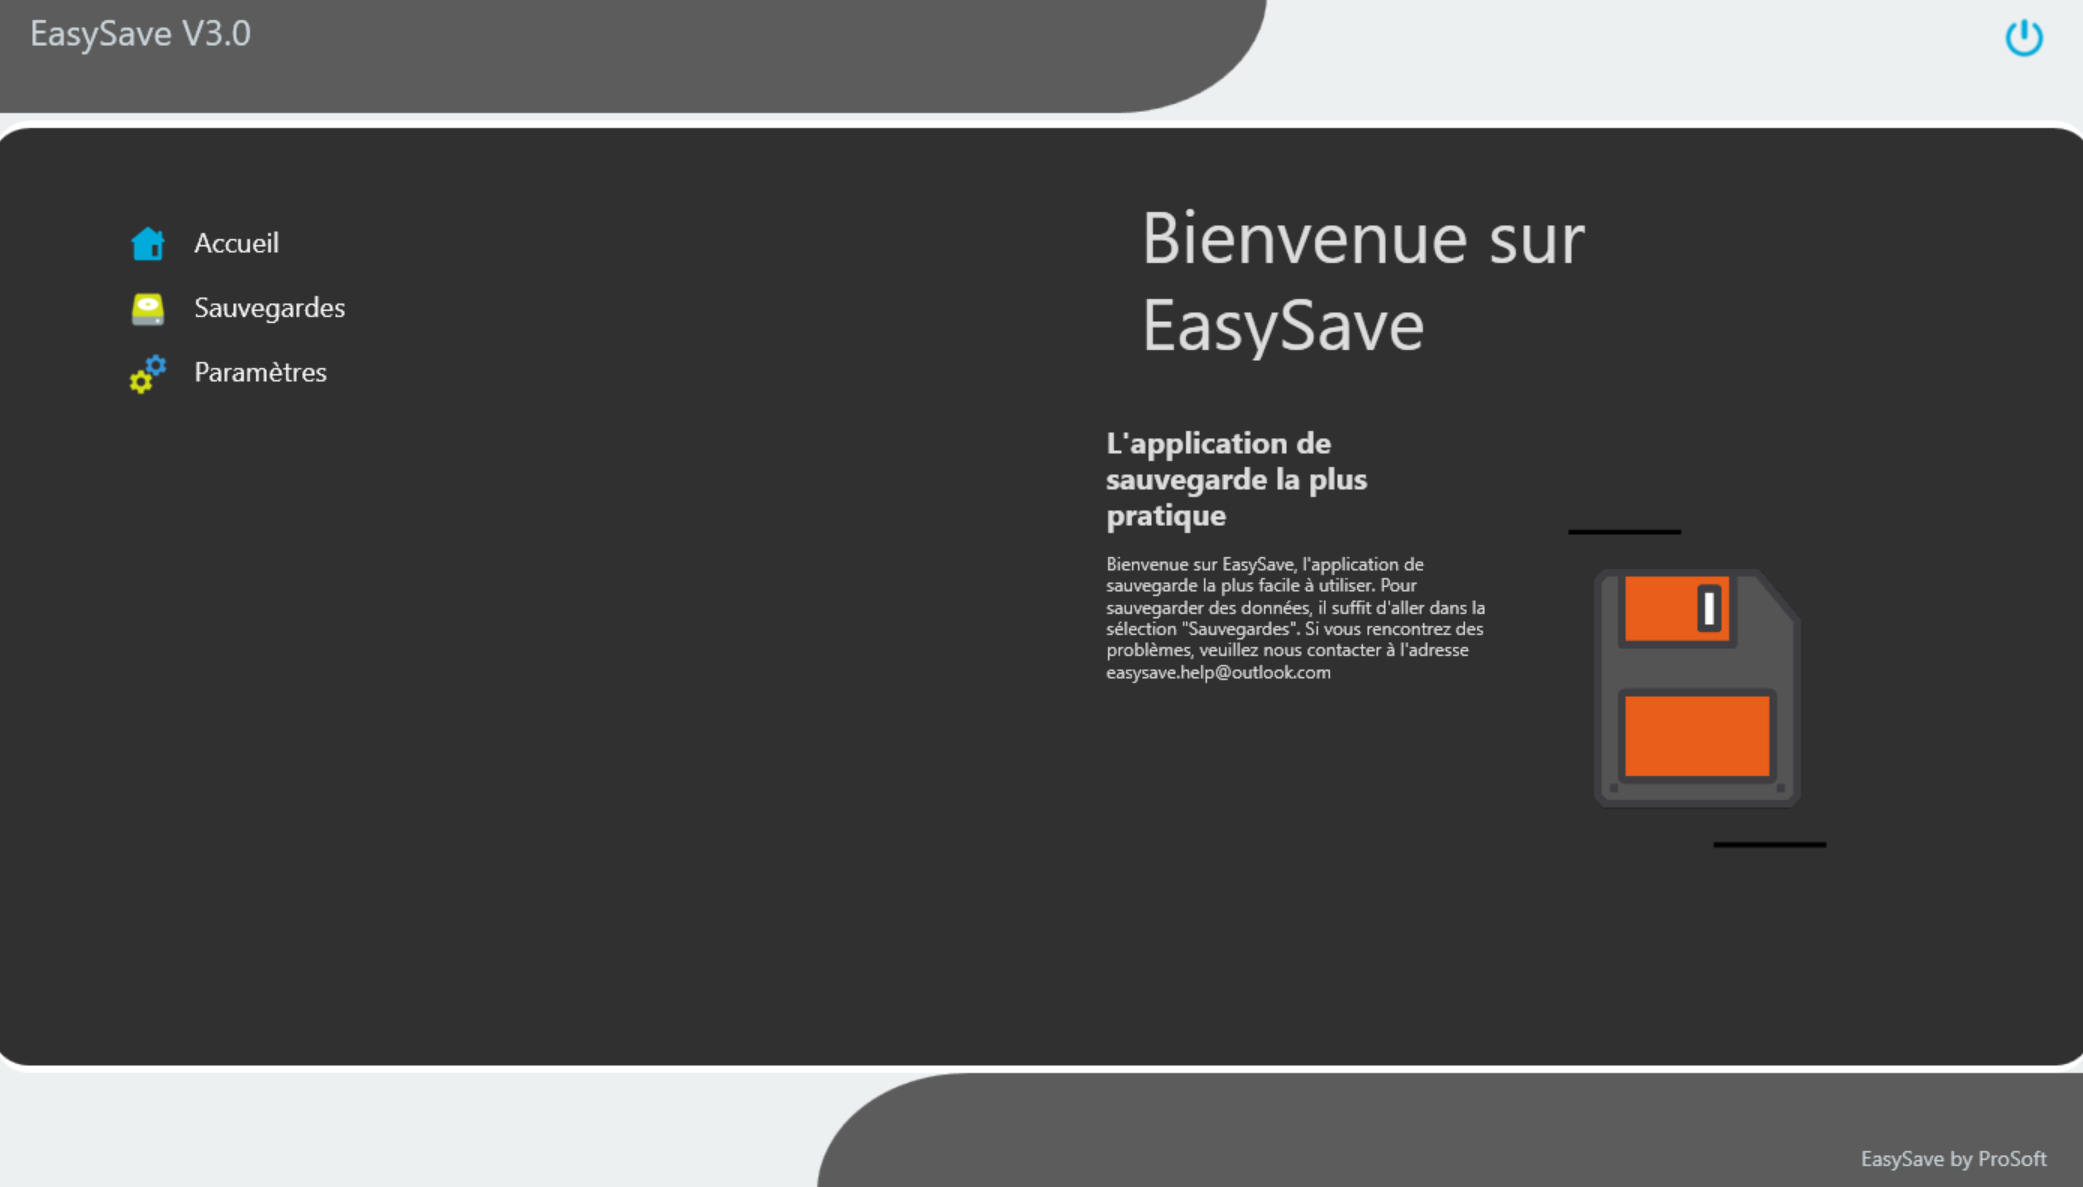 EasySave V3.0
Accueil
Sauvegardes
Paramètres
Bienvenue sur
EasySave
L'application de
sauvegarde la plus
pratique
Bienvenue sur EasySave, l'application de
sauvegarde la plus facile à utiliser. Pour
sauvegarder des données, il suffit d'aller dans la
sélection "Sauvegardes". Si vous rencontrez des
problèmes, veuillez nous contacter à l'adresse
easysave.help@outlook.com
EasySave by ProSoft